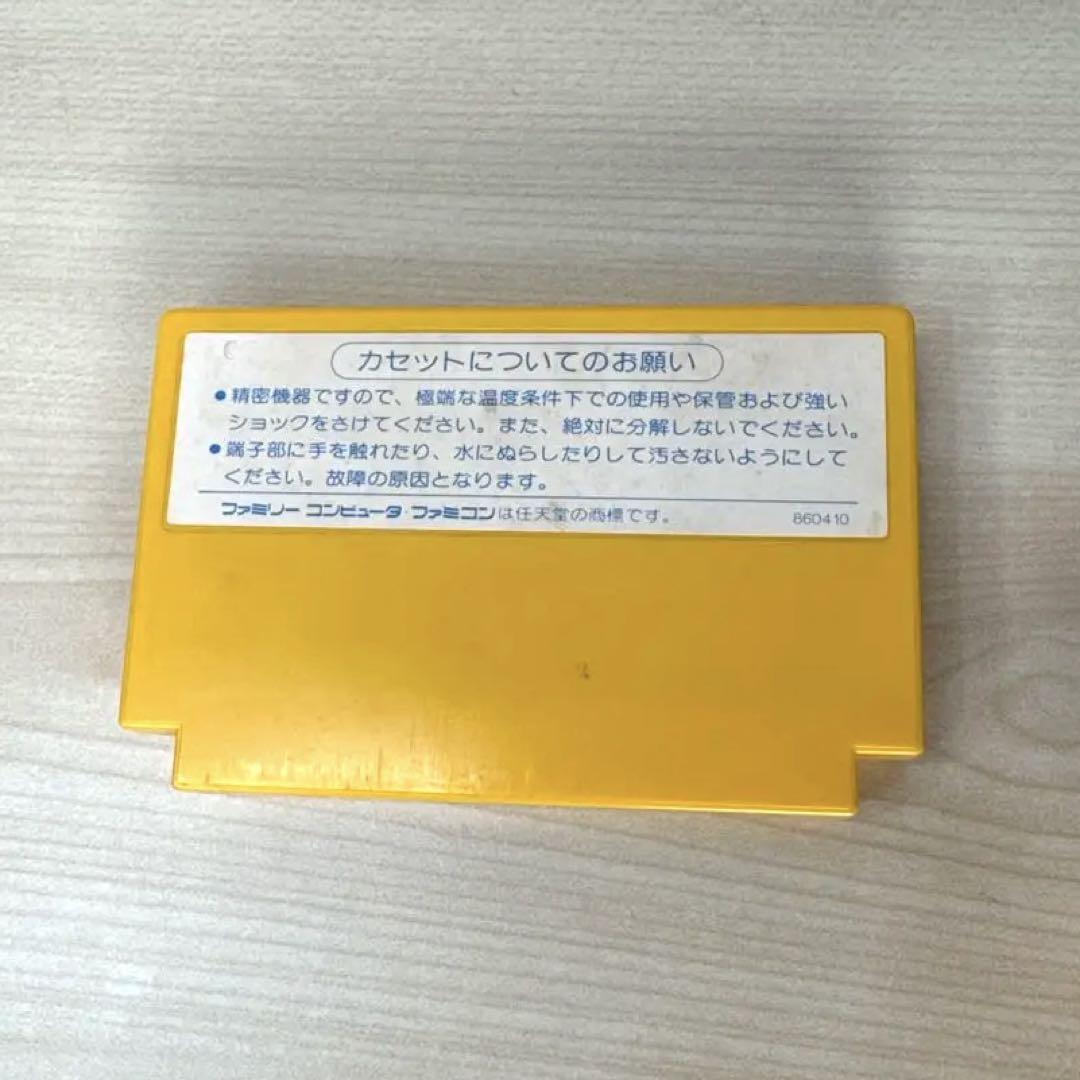 カセットについてのお願い
●精密機器ですので、極端な温度条件下での使用や保管および強い
ショックをさけてください。また、絶対に分解しないでください。
●端子部に手を触れたり、水にぬらしたりして汚さないようにして
ください。故障の原因となります。
ファミリー コンピュータ・ファミコンは任天堂の商標です。 860410